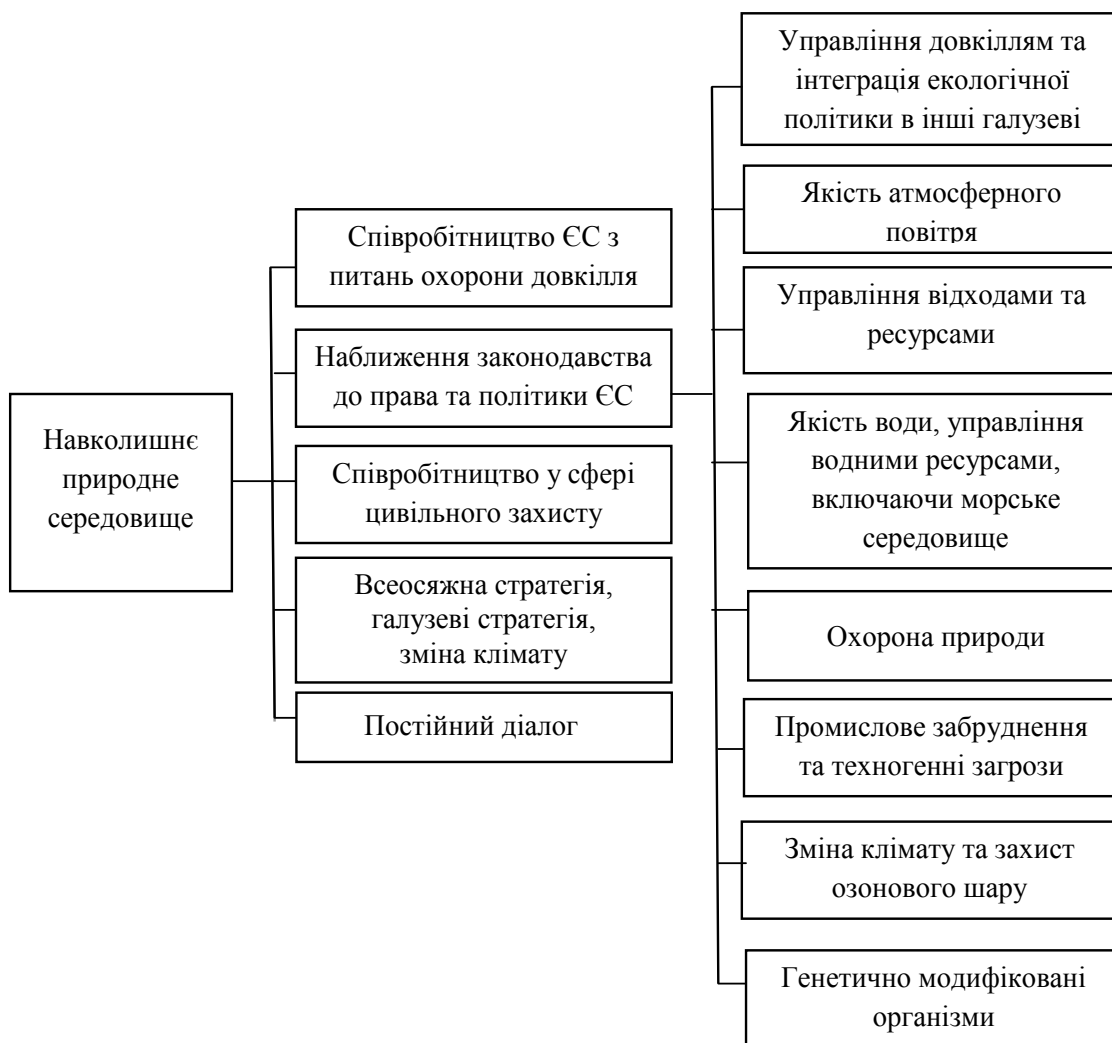 Навколишнє
природне
середовище
Співробітництво ЄС з
питань охорони довкілля
Наближення законодавства
до права та політики ЄС
Співробітництво у сфері
цивільного захисту
Всеосяжна стратегія,
галузеві стратегія,
зміна клімату
Постійний діалог
Управління довкіллям та
інтеграція екологічної
політики в інші галузеві
Якість атмосферного
повітря
Управління відходами та
ресурсами
Якість води, управління
водними ресурсами,
включаючи морське
середовище
Охорона природи
Промислове забруднення
та техногенні загрози
Зміна клімату та захист
озонового шару
Генетично модифіковані
організми